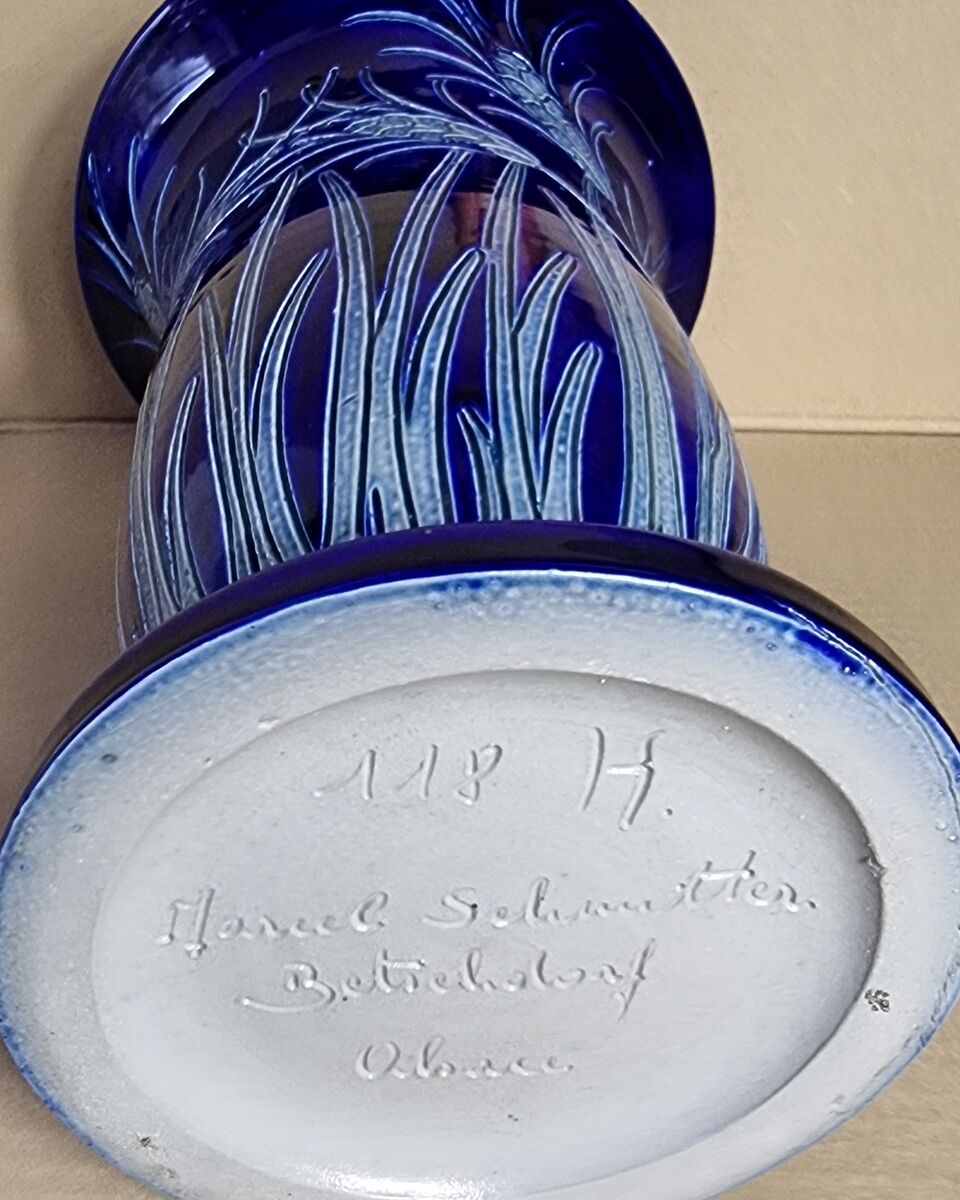 118 H.
Marcel Schmitter.
Betschdorf
Alsace